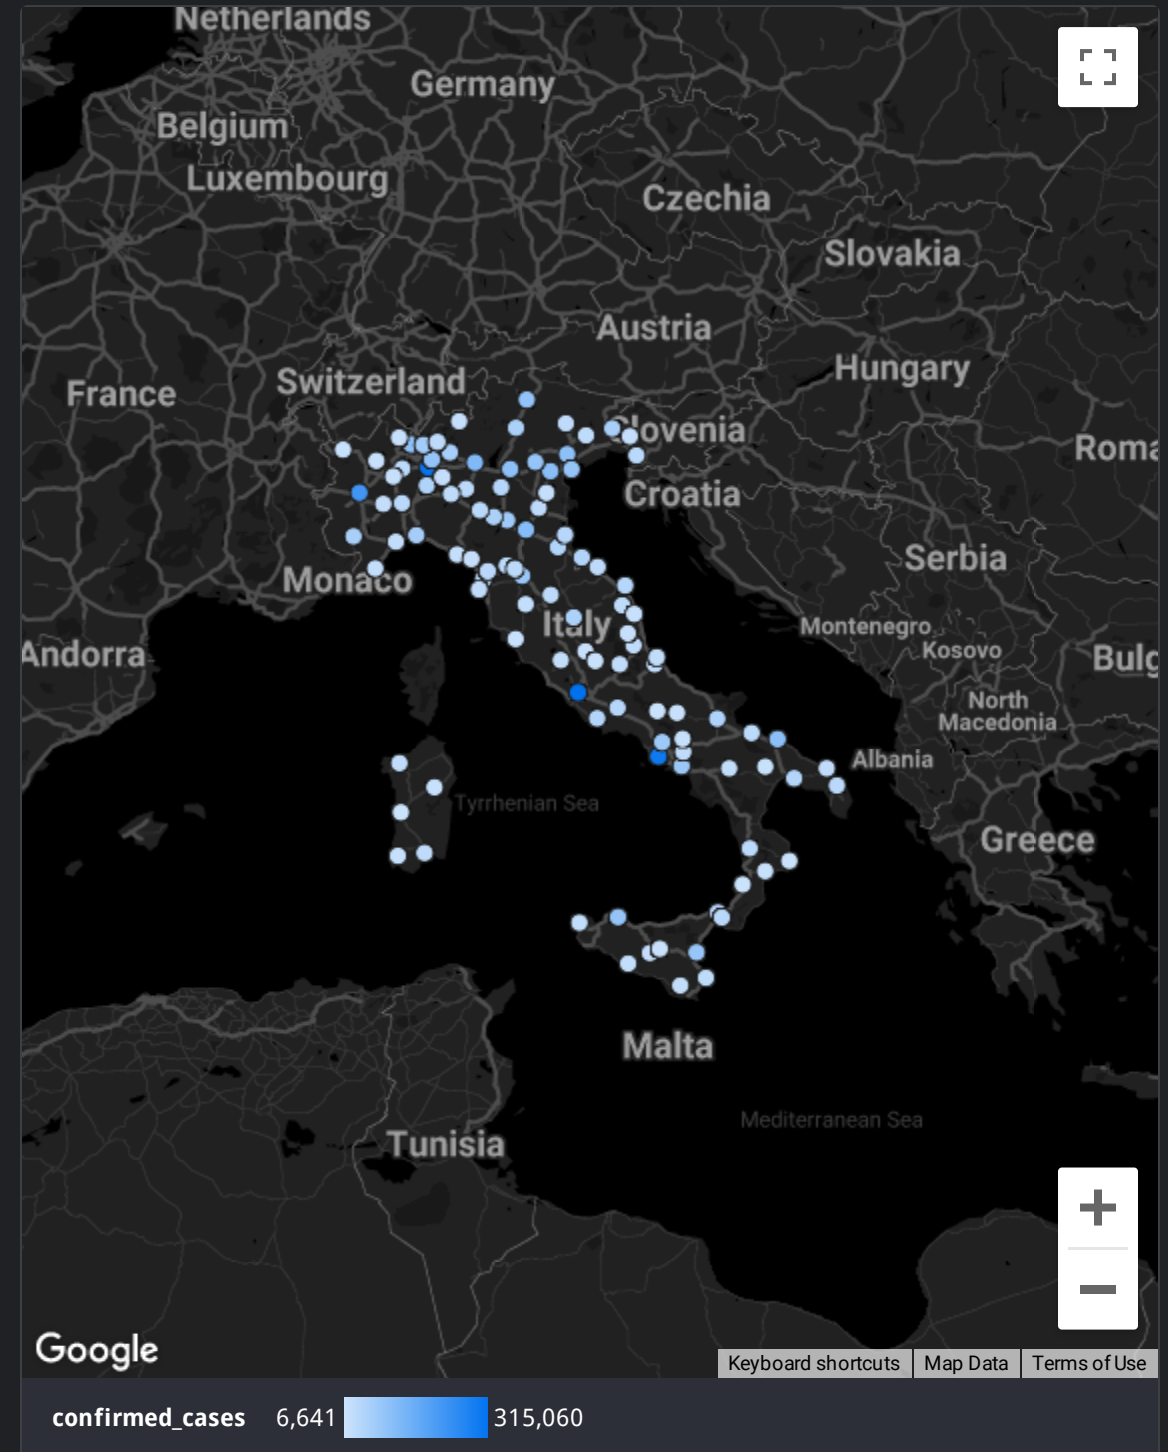 Netherlands
Germany
Belgium
Luxembourg
Czechia
Slovakia
Austria
Hungary
Switzerland
France
Slovenia
Roma
Croatia
Serbia
Monaco
Italy
Montenegro
Kosovo
Andorra
Bulg
North
Macedonia
Albania
Tyrrhenian Sea
Greece
Malta
Mediterranean Sea
Tunisia
Google
Keyboard shortcuts
Map Data
Terms of Use
confirmed_cases 6,641 315,060